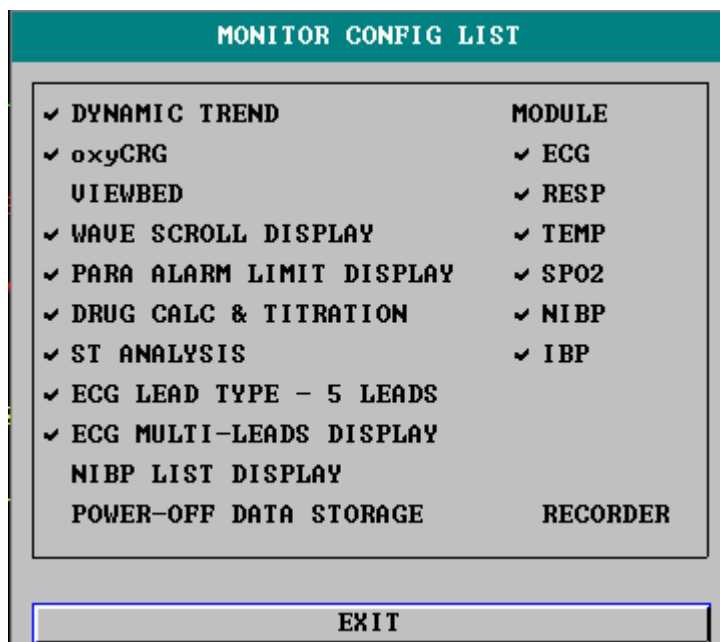 MONITOR CONFIG LIST
✓ DYNAMIC TREND MODULE
✓ oxyCRG ✓ ECG
VIEWBED ✓ RESP
✓ WAVE SCROLL DISPLAY ✓ TEMP
✓ PARA ALARM LIMIT DISPLAY ✓ SPO2
✓ DRUG CALC & TITRATION ✓ NIBP
✓ ST ANALYSIS ✓ IBP
✓ ECG LEAD TYPE - 5 LEADS
✓ ECG MULTI-LEADS DISPLAY
NIBP LIST DISPLAY
POWER-OFF DATA STORAGE RECORDER
EXIT